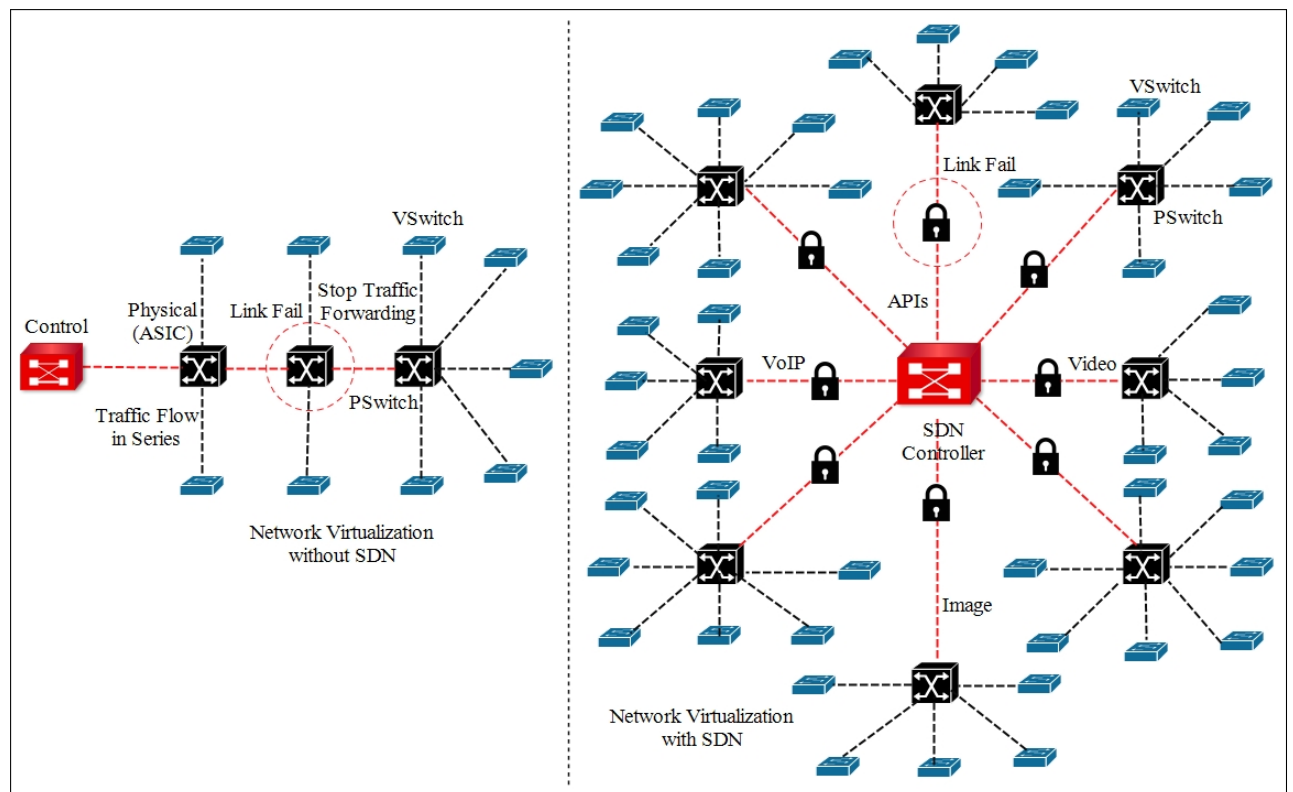 VSwitch
Stop Traffic
Forwarding
Physical
(ASIC)
Link Fail
Control
PSwitch
Traffic Flow
in Series
Network Virtualization
without SDN
VSwitch
Link Fail
PSwitch
APIs
VoIP
Video
SDN
Controller
Image
Network Virtualization
with SDN